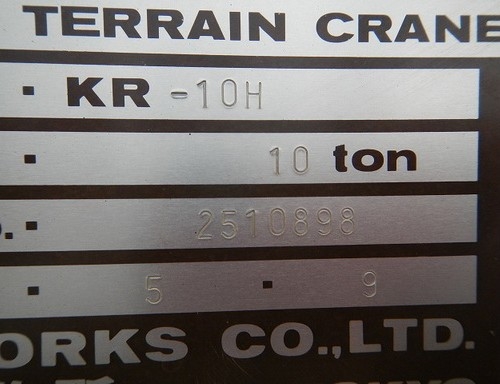 TERRAIN CRANE
· KR -10H
· 10 ton
. · 2510898
· 5 · 9
ORKS CO.,LTD.